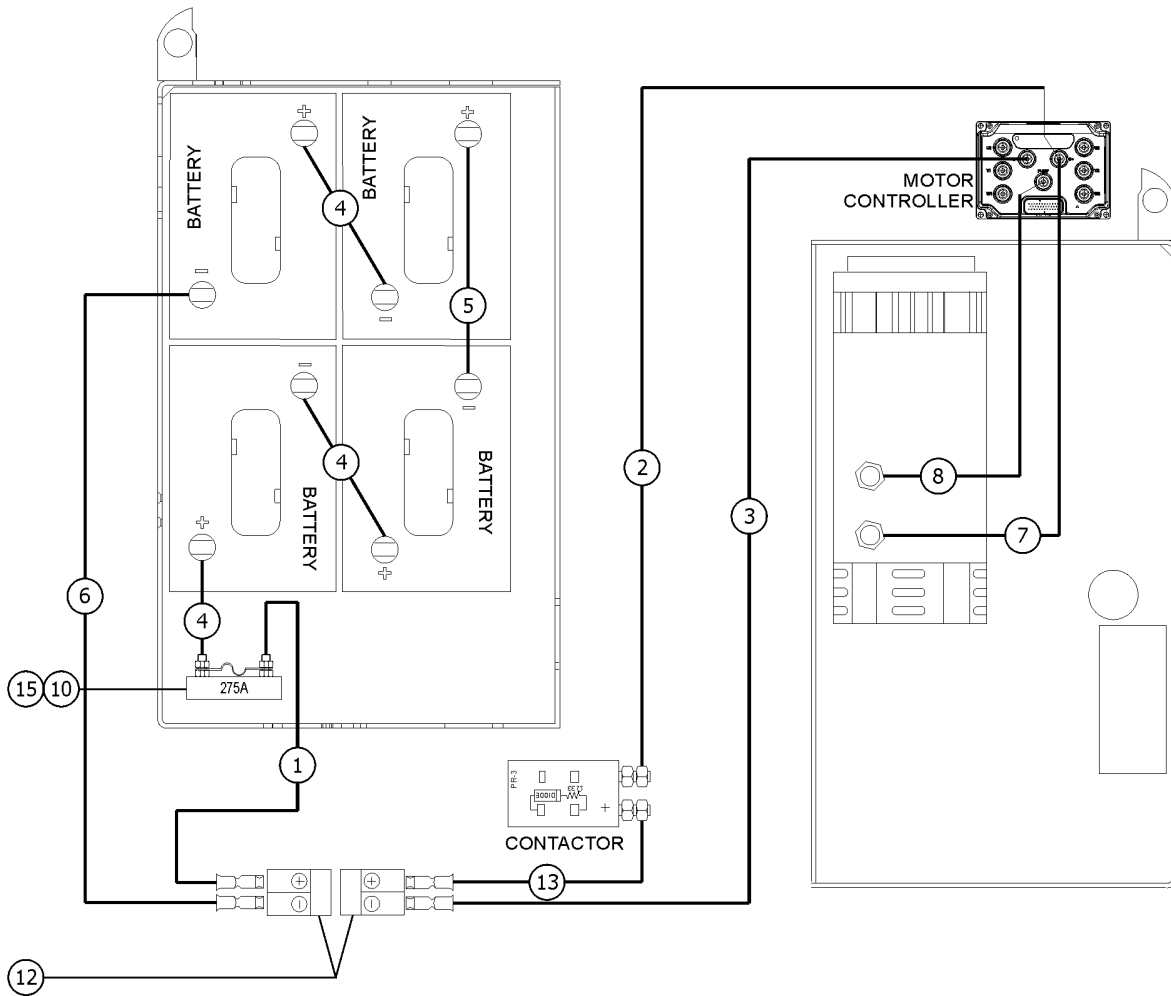 BATTERY
BATTERY
4
5
MOTOR
CONTROLLER
PUMP
B+
BATTERY
BATTERY
4
2
3
8
7
6
4
15
10
275A
1
PR-3
DIODE
CONTACTOR
13
12